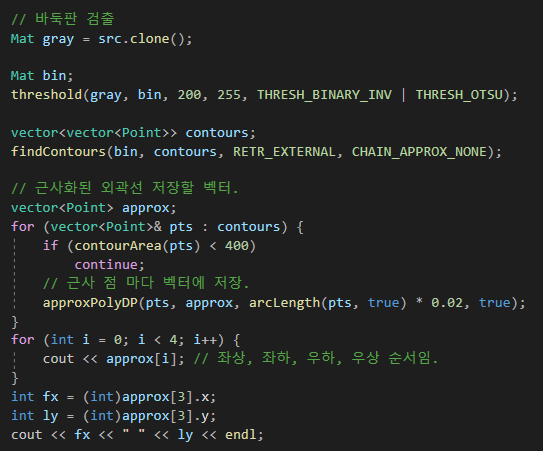 // 바둑판 검출
Mat gray = src.clone();
Mat bin;
threshold(gray, bin, 200, 255, THRESH_BINARY_INV | THRESH_OTSU);
vector<vector<Point>> contours;
findContours(bin, contours, RETR_EXTERNAL, CHAIN_APPROX_NONE);
// 근사화된 외곽선 저장할 벡터.
vector<Point> approx;
for (vector<Point>& pts : contours) {
if (contourArea(pts) < 400)
continue;
// 근사 점 마다 벡터에 저장.
approxPolyDP(pts, approx, arcLength(pts, true) * 0.02, true);
}
for (int i = 0; i < 4; i++) {
cout << approx[i]; // 좌상, 좌하, 우하, 우상 순서임.
}
int fx = (int)approx[3].x;
int ly = (int)approx[3].y;
cout << fx << " " << ly << endl;